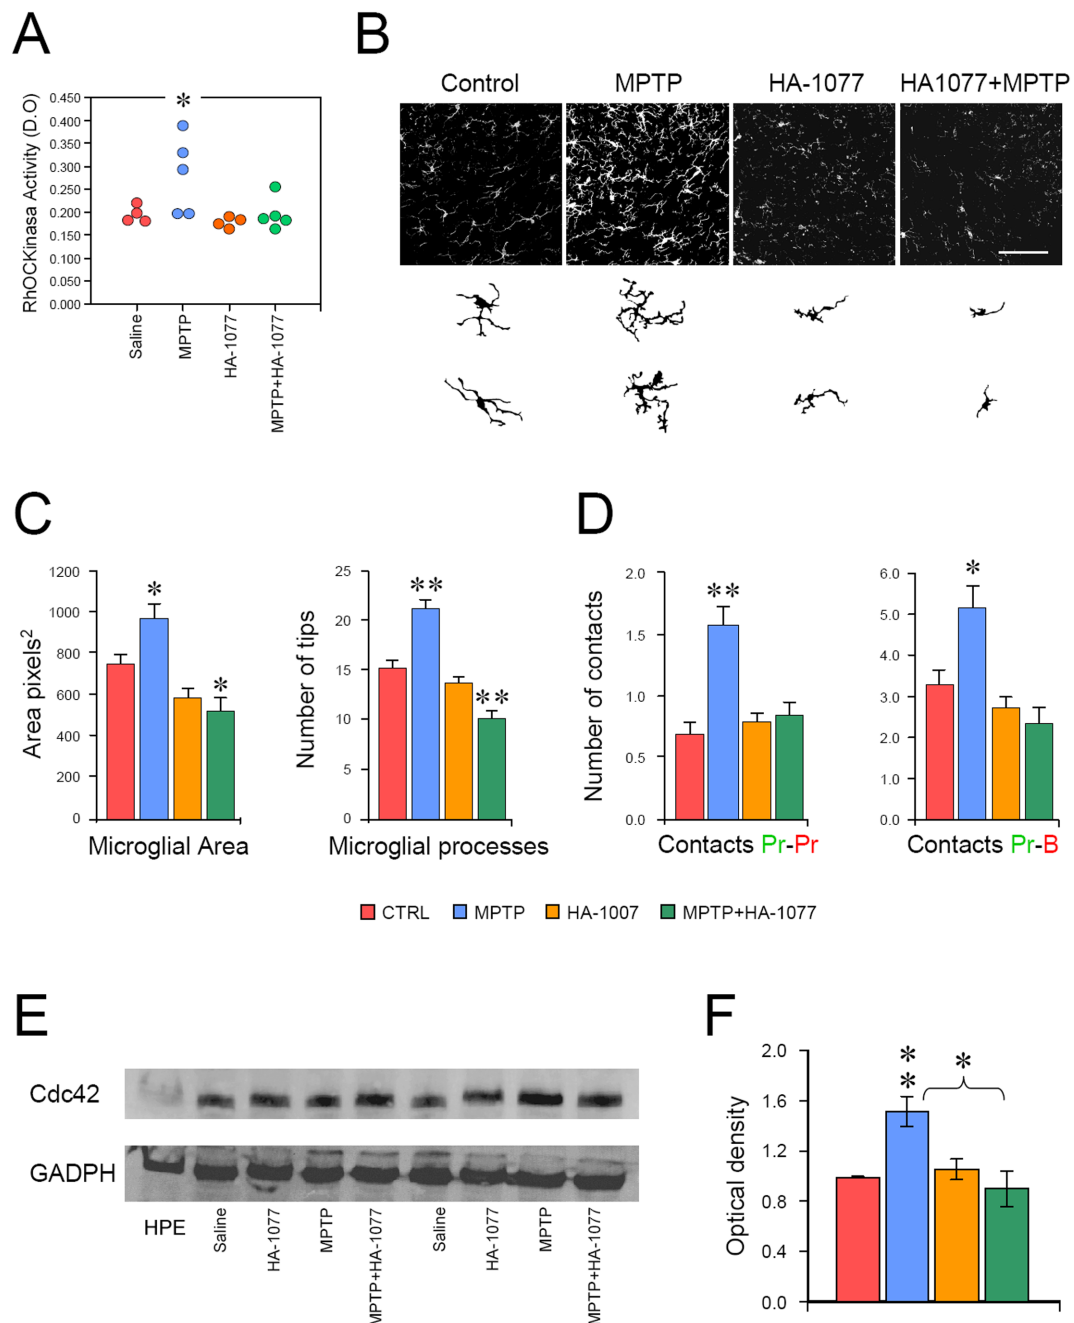 A
RhOCKinasa Activity (D.O)
0.450
0.400
0.350
0.300
0.250
0.200
0.150
0.100
0.050
0.000
*
Saline
MPTP
HA-1077
MPTP+HA-1077
B
Control
MPTP
HA-1077
HA1077+MPTP
C
Area pixels²
1200
1000
800
600
400
200
0
*
*
Microglial Area
Number of tips
25
20
15
10
5
0
**
**
Microglial processes
D
Number of contacts
2.0
1.5
1.0
0.5
0.0
**
Contacts Pr-Pr
6.0
5.0
4.0
3.0
2.0
1.0
0.0
*
Contacts Pr-B
CTRL
MPTP
HA-1007
MPTP+HA-1077
E
Cdc42
GADPH
HPE
Saline
HA-1077
MPTP
MPTP+HA-1077
Saline
HA-1077
MPTP
MPTP+HA-1077
F
Optical density
2.0
1.6
1.2
0.8
0.4
0.0
*
*
*